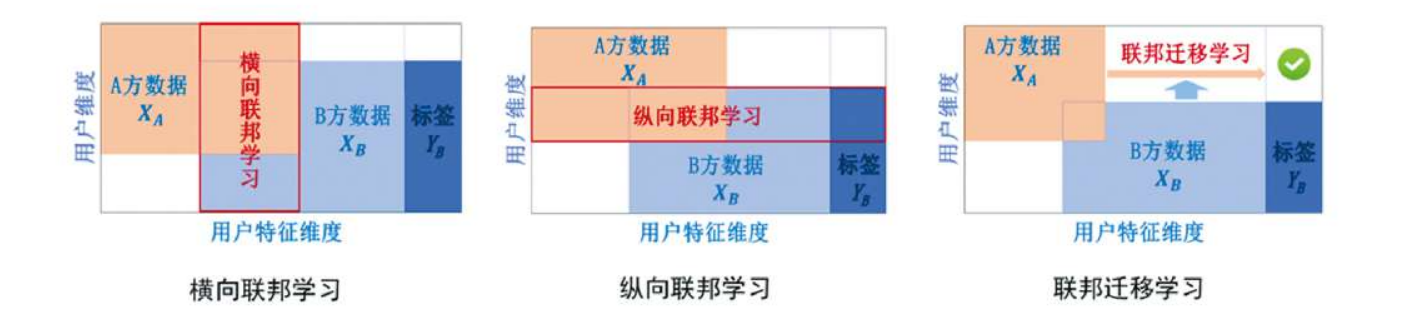 用户维度
A方数据
X_A
横向联邦学习
B方数据
X_B
标签
Y_B
用户特征维度
横向联邦学习
用户维度
A方数据
X_A
纵向联邦学习
B方数据
X_B
标签
Y_B
用户特征维度
纵向联邦学习
用户维度
A方数据
X_A
联邦迁移学习
B方数据
X_B
标签
Y_B
用户特征维度
联邦迁移学习